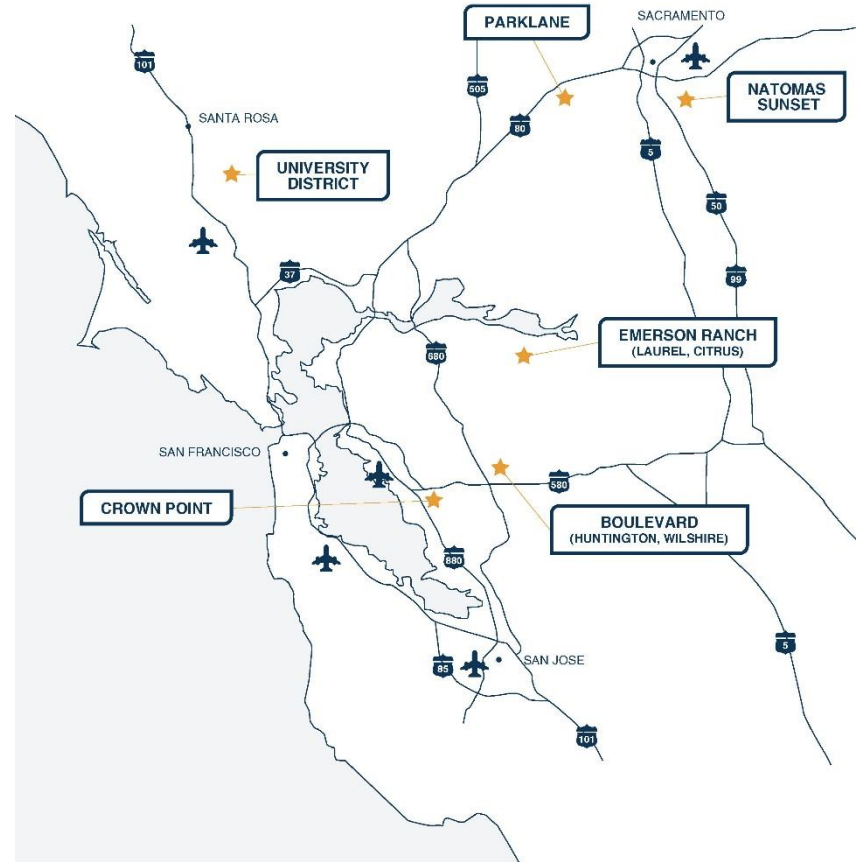 PARKLANE
SACRAMENTO
101
505
NATOMAS
SUNSET
80
SANTA ROSA
5
UNIVERSITY
DISTRICT
50
37
99
EMERSON RANCH
(LAUREL, CITRUS)
680
SAN FRANCISCO
580
CROWN POINT
BOULEVARD
(HUNTINGTON, WILSHIRE)
880
5
SAN JOSE
85
101